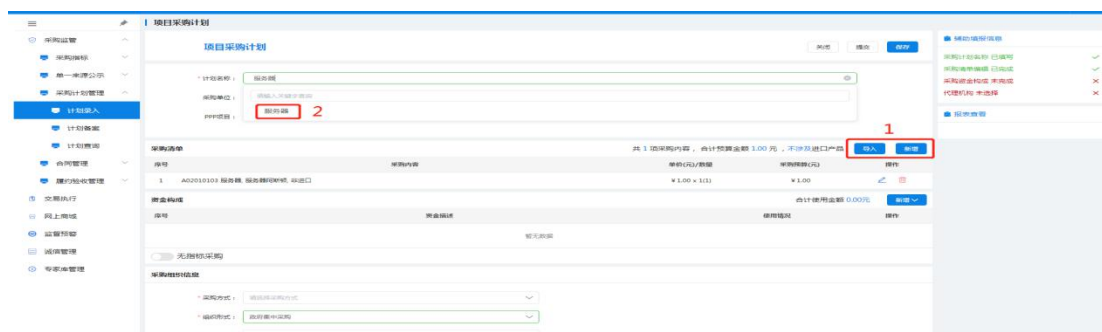 项目采购计划
采购监管
采购指标
单一来源公示
采购计划管理
计划录入
计划备案
计划查询
合同管理
履约验收管理
交易执行
网上商城
监督预警
诚信管理
专家库管理
项目采购计划
关闭
提交
保存
* 计划名称： 服务器
采购单位： 请输入关键字查询
服务器
2
PPP项目：
1
采购清单
共 1 项采购内容，合计预算金额 1.00 元，不涉及进口产品
导入
新增
序号 采购内容 单价(元)/数量 采购预算(元) 操作
1 A02010103 服务器, 服务器 非进口 ¥ 1.00 × 1(1) ¥ 1.00
资金构成
合计使用金额 0.00元
新增
序号 资金描述 使用情况 操作
暂无数据
无指标采购
采购组织信息
* 采购方式： 请选择采购方式
* 组织形式： 政府集中采购
辅助填报信息
采购计划名称 已填写
采购清单编辑 已完成
采购资金构成 未完成
代理机构 未选择
报表查看